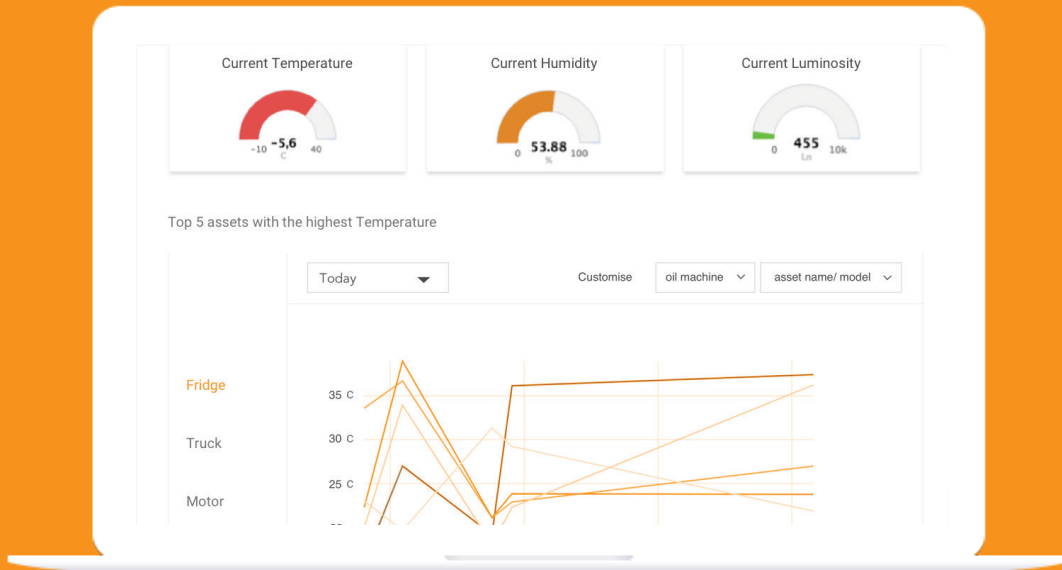 Current Temperature
-5,6
-10
40
C
Current Humidity
53.88
0
100
%
Current Luminosity
455
0
10k
Ln
Top 5 assets with the highest Temperature
Today
Customise
oil machine
asset name/ model
Fridge
Truck
Motor
35 C
30 C
25 C